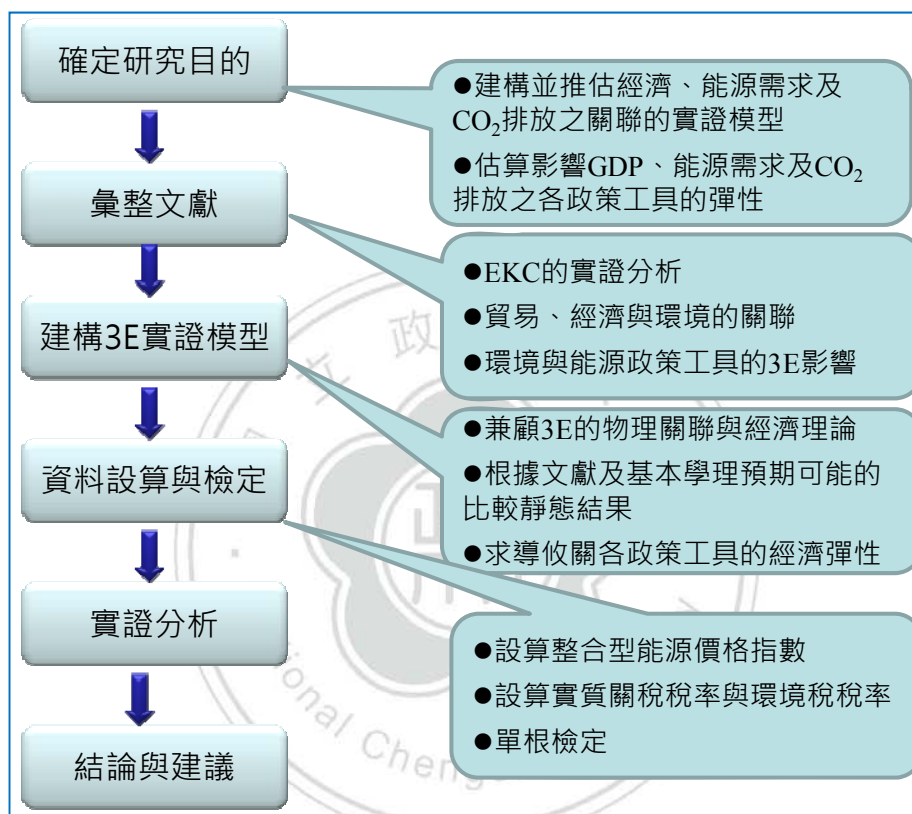 確定研究目的
●建構並推估經濟、能源需求及
CO₂排放之關聯的實證模型
●估算影響GDP、能源需求及CO₂
排放之各政策工具的彈性
彙整文獻
●EKC的實證分析
●貿易、經濟與環境的關聯
●環境與能源政策工具的3E影響
建構3E實證模型
●兼顧3E的物理關聯與經濟理論
●根據文獻及基本學理預期可能的
比較靜態結果
●求導攸關各政策工具的經濟彈性
資料設算與檢定
●設算整合型能源價格指數
●設算實質關稅稅率與環境稅稅率
●單根檢定
實證分析
結論與建議
立 政
ional Cheng